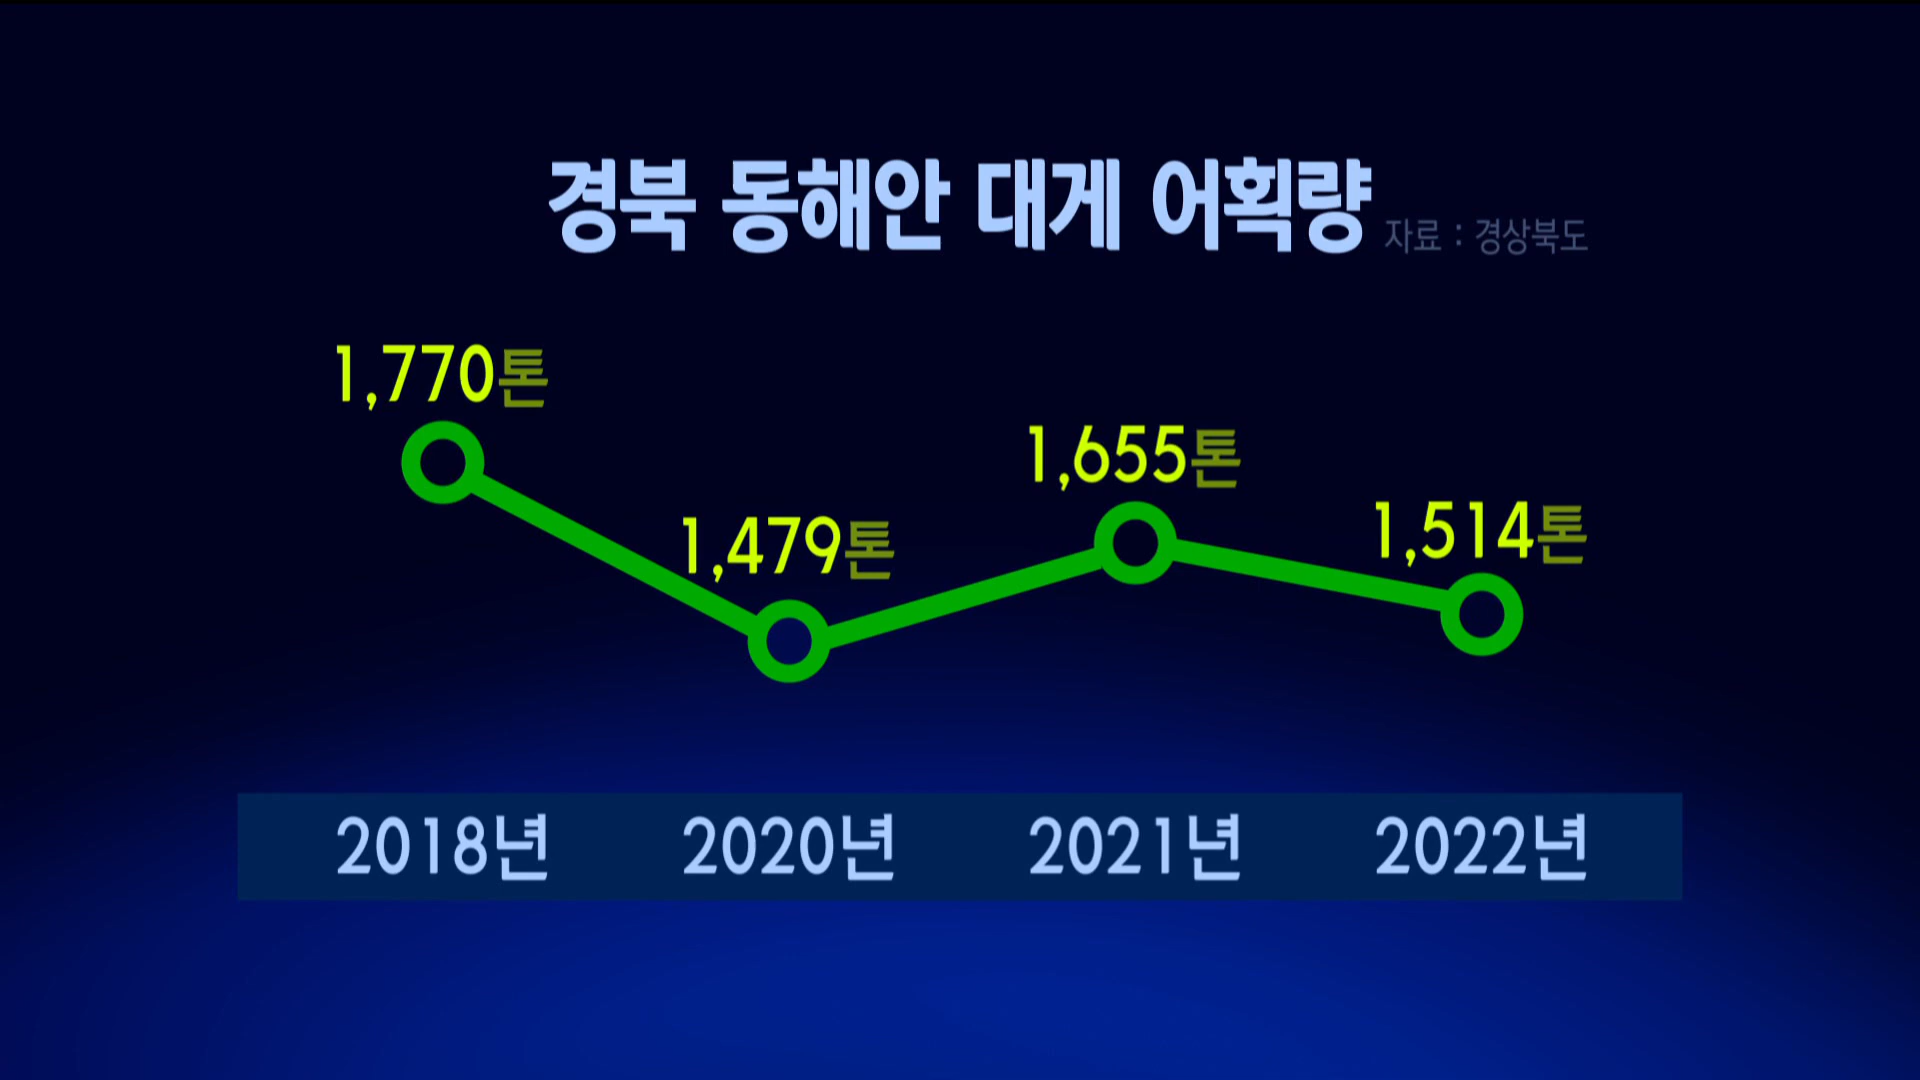 경북 동해안 대게 어획량 자료 : 경상북도
1,770톤
1,479톤
1,655톤
1,514톤
2018년 2020년 2021년 2022년